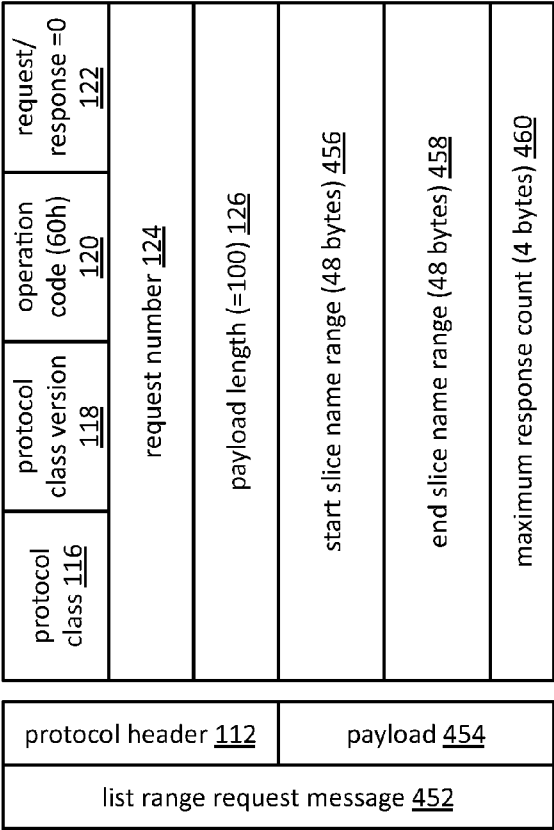 protocol
class 116
protocol
class version
118
operation
code (60h)
120
request/
response =0
122
request number 124
payload length (=100) 126
start slice name range (48 bytes) 456
end slice name range (48 bytes) 458
maximum response count (4 bytes) 460
protocol header 112
payload 454
list range request message 452